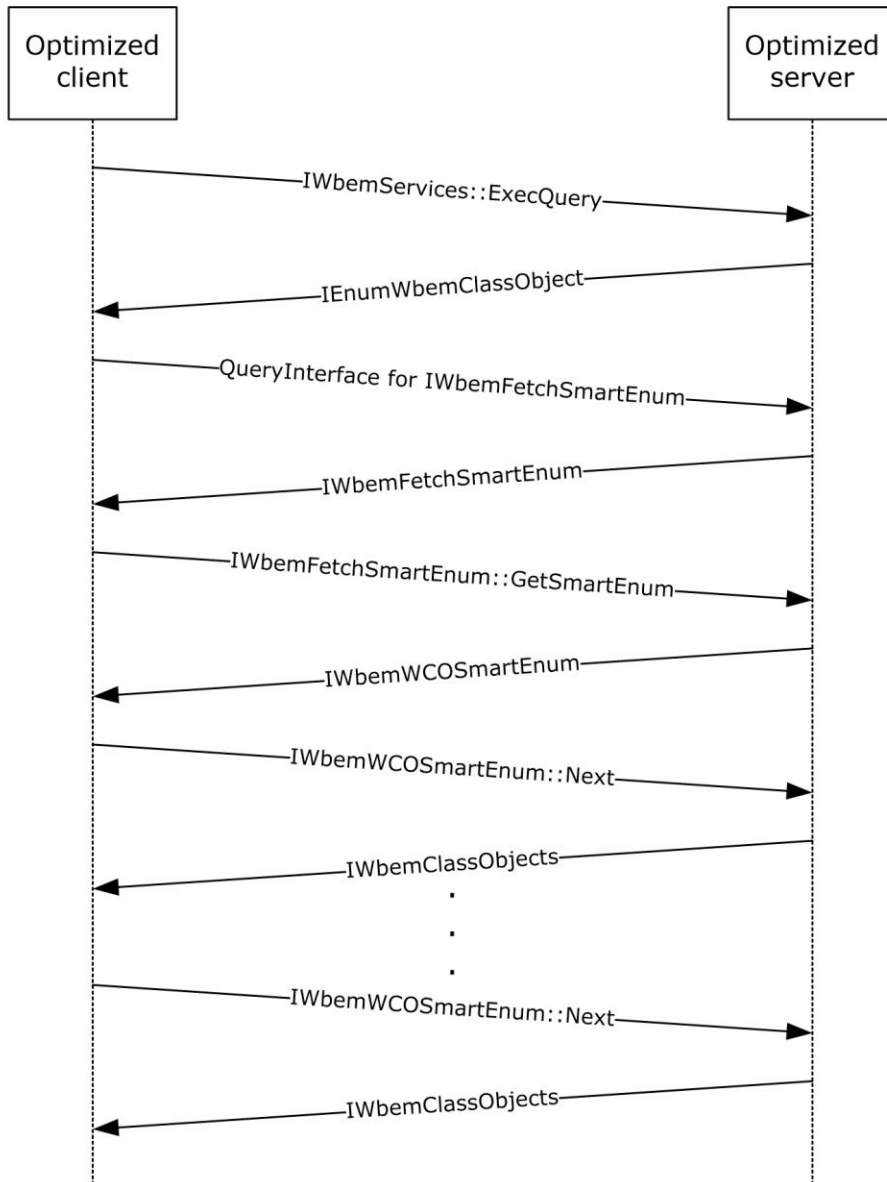 Optimized
client
Optimized
server
IWbemServices::ExecQuery
IEnumWbemClassObject
QueryInterface for IWbemFetchSmartEnum
IWbemFetchSmartEnum
IWbemFetchSmartEnum::GetSmartEnum
IWbemWCOSmartEnum
IWbemWCOSmartEnum::Next
IWbemClassObjects
.
.
.
IWbemWCOSmartEnum::Next
IWbemClassObjects